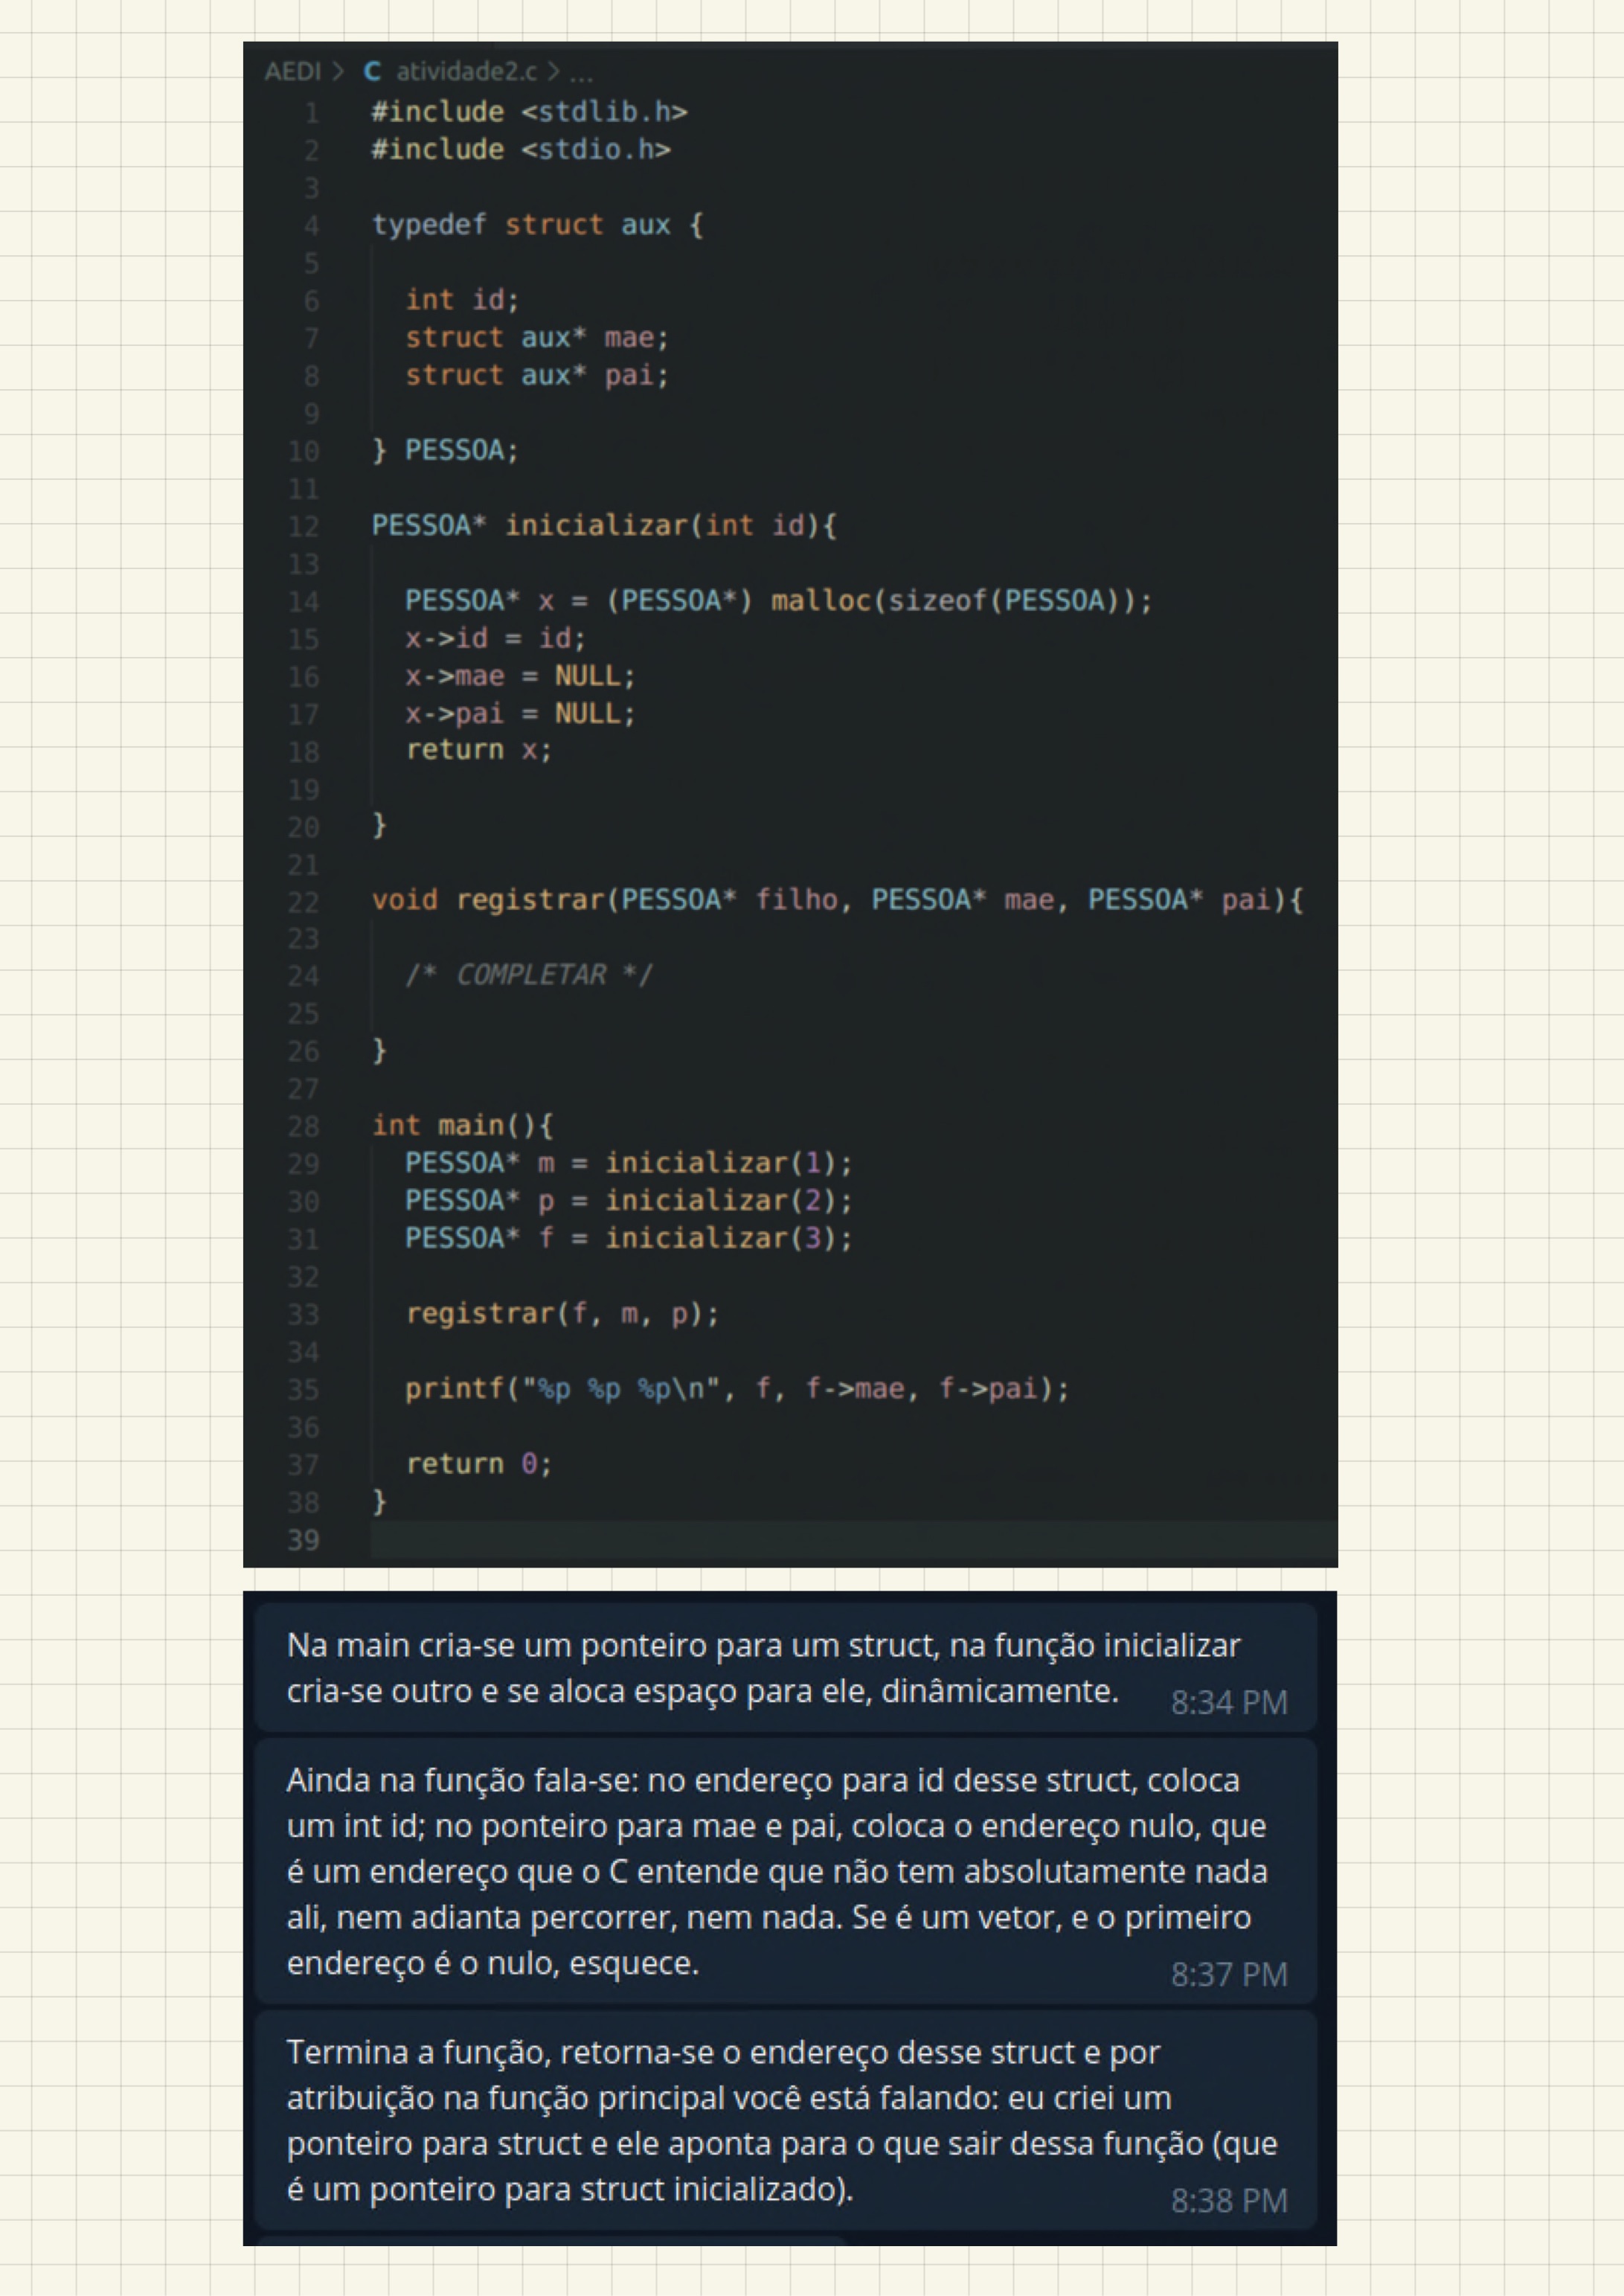 AEDI > C atividade2.c > ...
1 #include <stdlib.h>
2 #include <stdio.h>
3
4 typedef struct aux {
5
6 int id;
7 struct aux* mae;
8 struct aux* pai;
9
10 } PESSOA;
11
12 PESSOA* inicializar(int id){
13
14 PESSOA* x = (PESSOA*) malloc(sizeof(PESSOA));
15 x->id = id;
16 x->mae = NULL;
17 x->pai = NULL;
18 return x;
19
20 }
21
22 void registrar(PESSOA* filho, PESSOA* mae, PESSOA* pai){
23
24 /* COMPLETAR */
25
26 }
27
28 int main(){
29 PESSOA* m = inicializar(1);
30 PESSOA* p = inicializar(2);
31 PESSOA* f = inicializar(3);
32
33 registrar(f, m, p);
34
35 printf("%p %p %p\n", f, f->mae, f->pai);
36
37 return 0;
38 }
39
Na main cria-se um ponteiro para um struct, na função inicializar
cria-se outro e se aloca espaço para ele, dinâmicamente. 8:34 PM
Ainda na função fala-se: no endereço para id desse struct, coloca
um int id; no ponteiro para mae e pai, coloca o endereço nulo, que
é um endereço que o C entende que não tem absolutamente nada
ali, nem adianta percorrer, nem nada. Se é um vetor, e o primeiro
endereço é o nulo, esquece. 8:37 PM
Termina a função, retorna-se o endereço desse struct e por
atribuição na função principal você está falando: eu criei um
ponteiro para struct e ele aponta para o que sair dessa função (que
é um ponteiro para struct inicializado). 8:38 PM